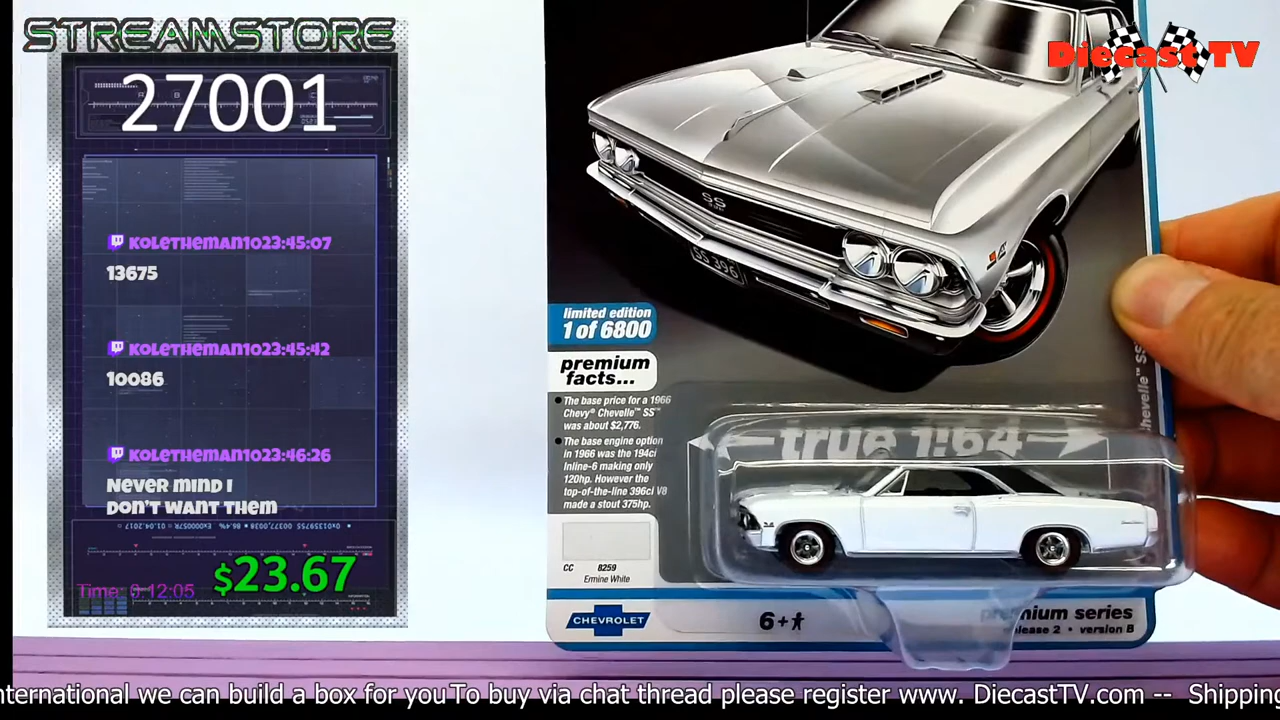 STREAMSTORE
27001
koletheman1023:45:07
13675
koletheman1023:45:42
10086
koletheman1023:46:26
Never mind I
don't want them
Time: 0:12:05
$23.67
Diecast TV
SS
SS 396
limited edition
1 of 6800
premium
facts...
The base price for a 1966
Chevy® Chevelle™ SS™
was about $2,776.
The base engine option
in 1966 was the 194ci
Inline-6 making only
120hp. However the
top-of-the-line 396ci V8
made a stout 375hp.
true 1:64
CC 8259
Ermine White
CHEVROLET
6+
premium series
release 2 • version B
hevelle™ SS
nternational we can build a box for you To buy via chat thread please register www. DiecastTV.com -- Shipping